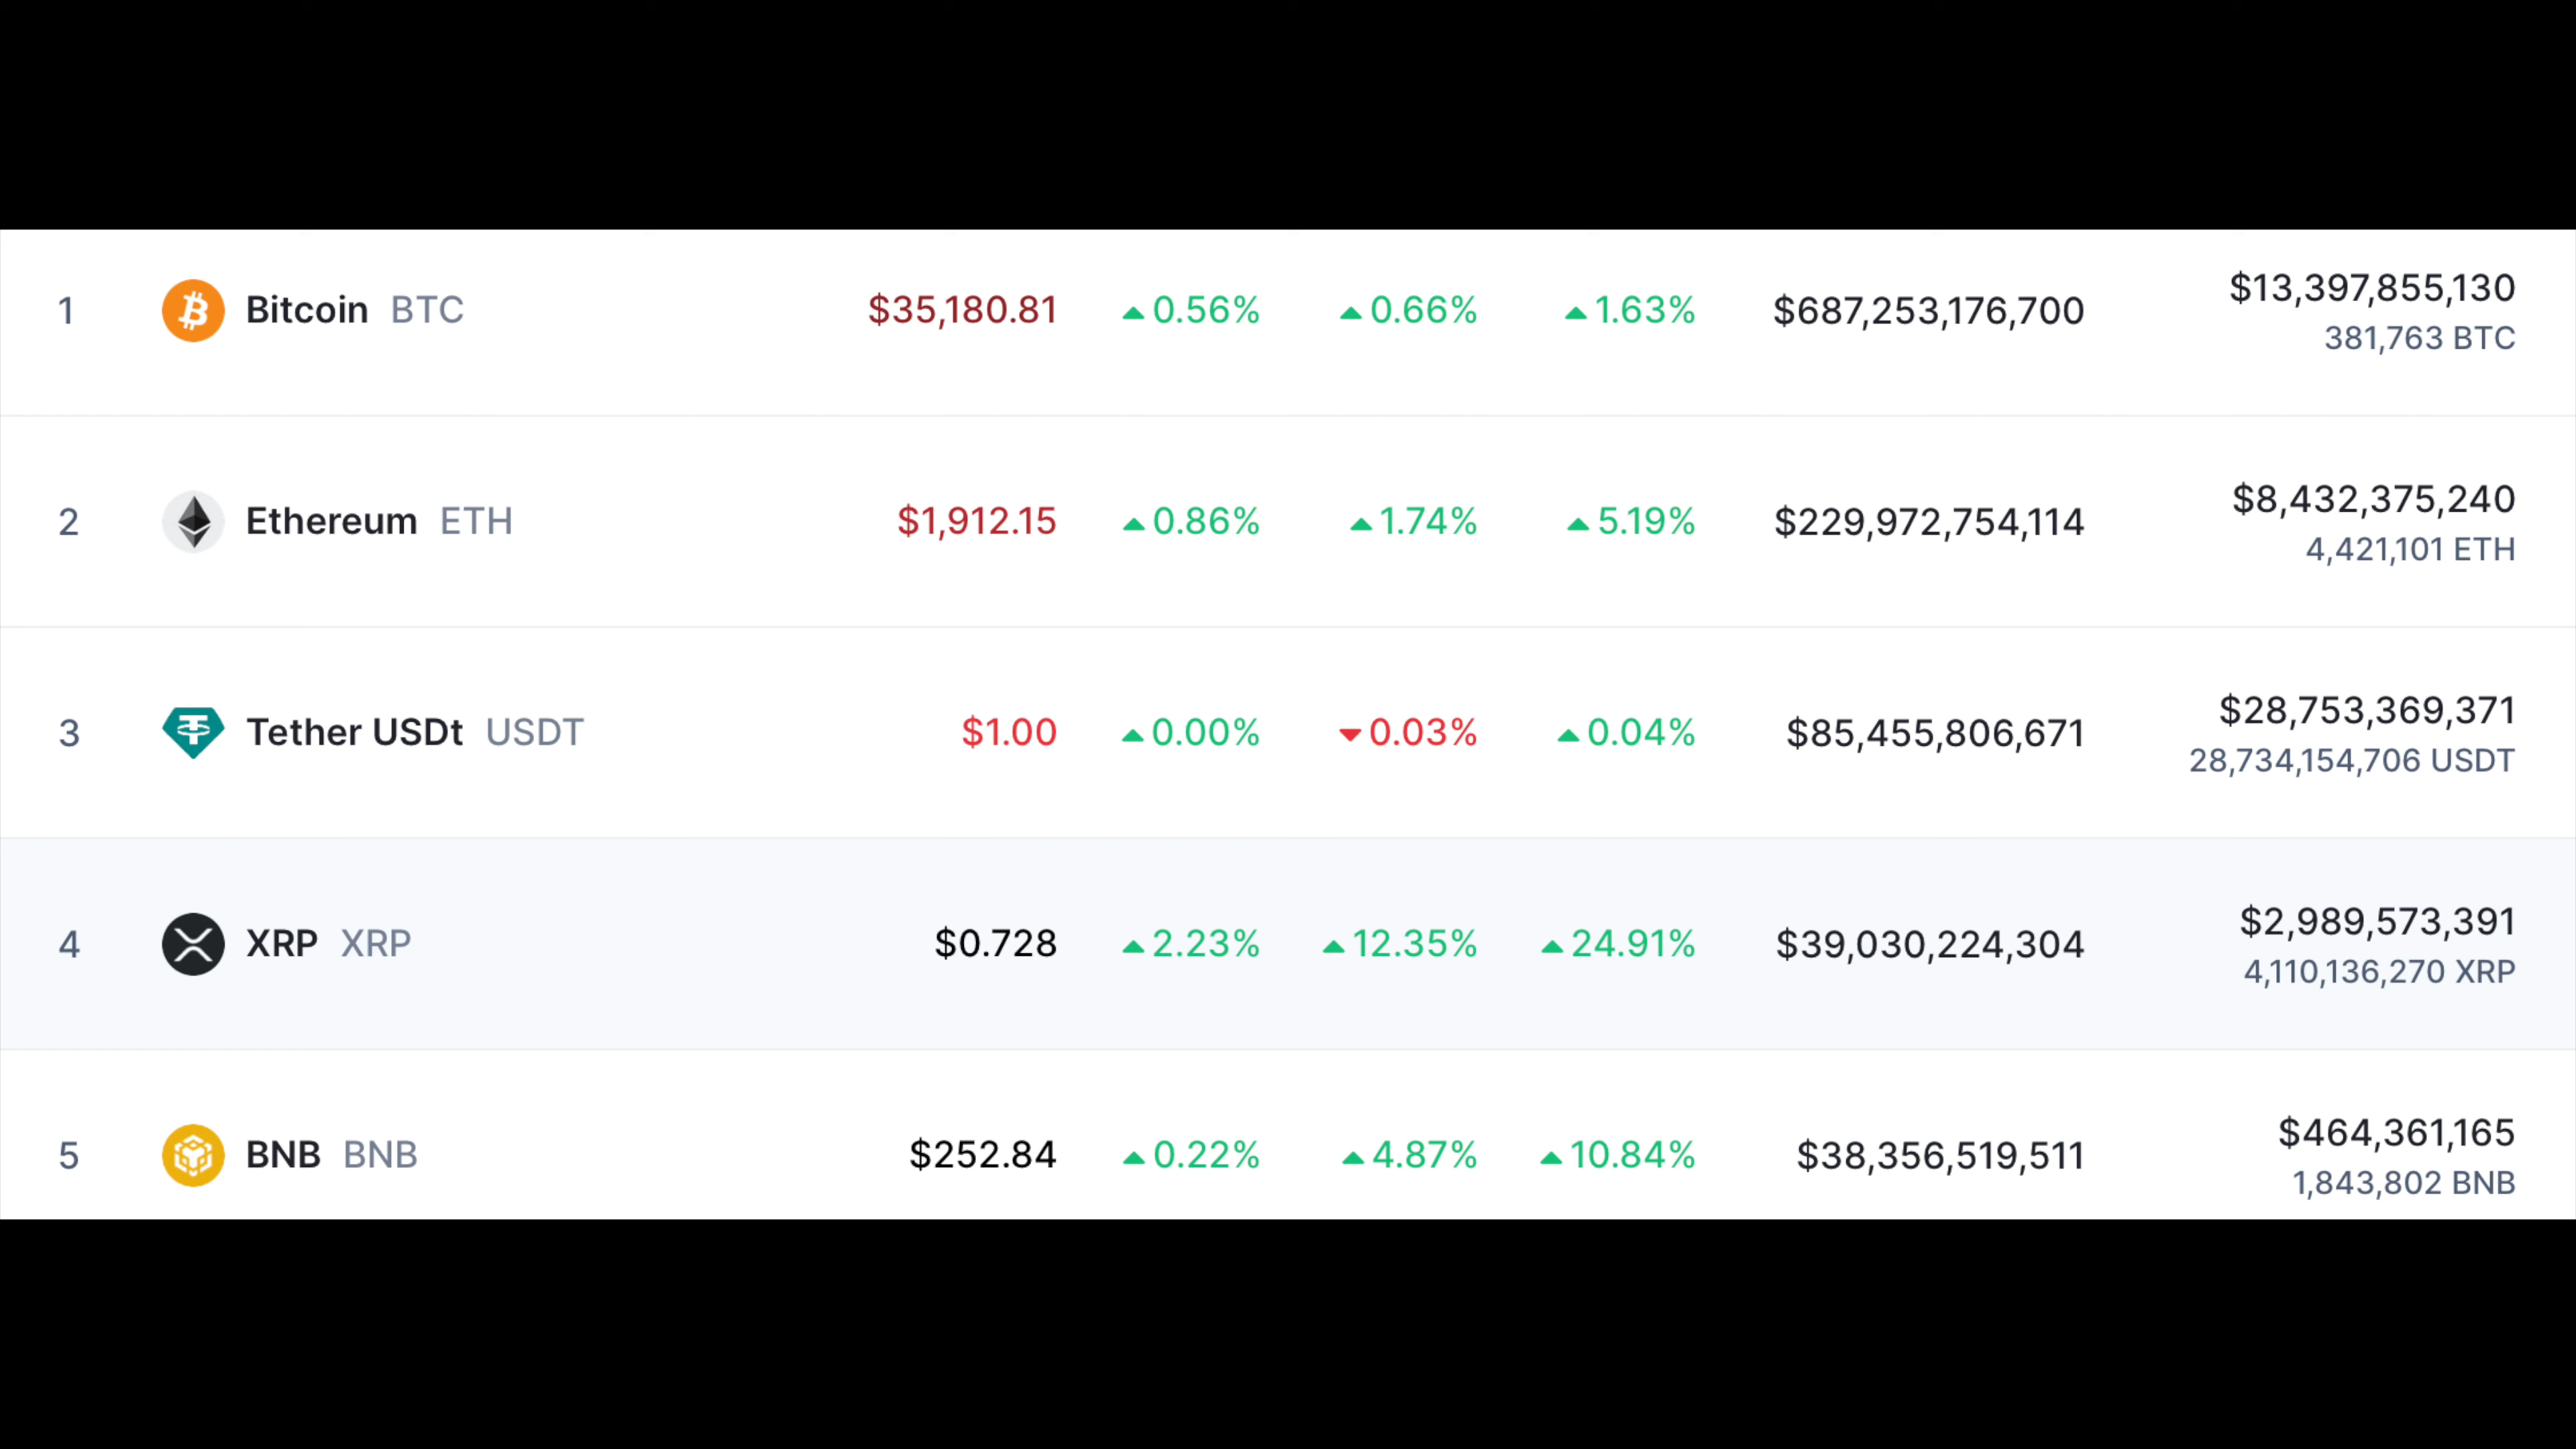 1 Bitcoin BTC $35,180.81 0.56% 0.66% 1.63% $687,253,176,700 $13,397,855,130
381,763 BTC
2 Ethereum ETH $1,912.15 0.86% 1.74% 5.19% $229,972,754,114 $8,432,375,240
4,421,101 ETH
3 Tether USDt USDT $1.00 0.00% 0.03% 0.04% $85,455,806,671 $28,753,369,371
28,734,154,706 USDT
4 XRP XRP $0.728 2.23% 12.35% 24.91% $39,030,224,304 $2,989,573,391
4,110,136,270 XRP
5 BNB BNB $252.84 0.22% 4.87% 10.84% $38,356,519,511 $464,361,165
1,843,802 BNB